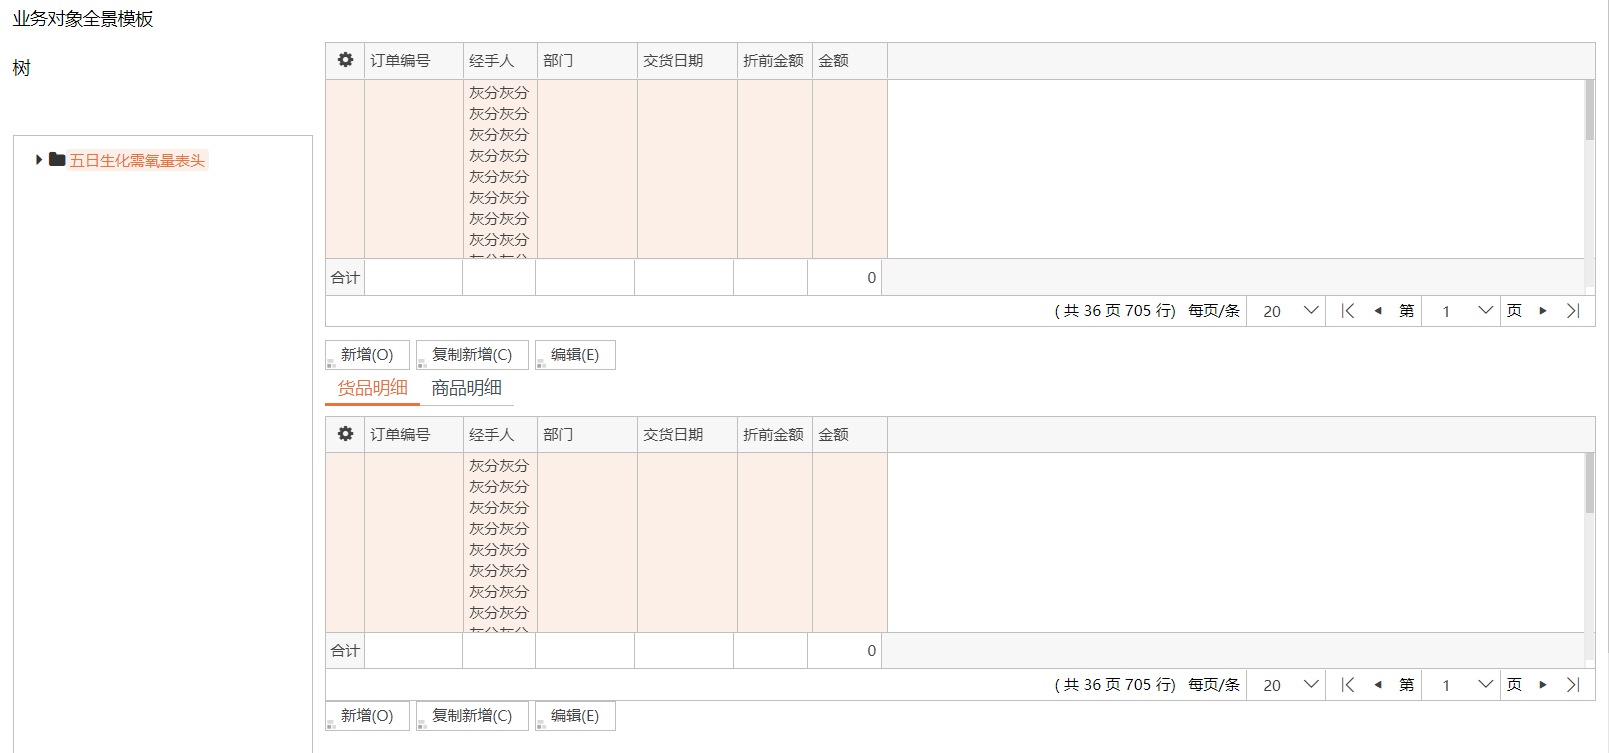 业务对象全景模板
树
五日生化需氧量表头
订单编号 经手人 部门 交货日期 折前金额 金额
灰分灰分
灰分灰分
灰分灰分
灰分灰分
灰分灰分
灰分灰分
灰分灰分
灰分灰分
灰分灰分
合计 0
( 共 36 页 705 行) 每页/条 20 第 1 页
新增(O) 复制新增(C) 编辑(E)
货品明细 商品明细
订单编号 经手人 部门 交货日期 折前金额 金额
灰分灰分
灰分灰分
灰分灰分
灰分灰分
灰分灰分
灰分灰分
灰分灰分
灰分灰分
灰分灰分
合计 0
( 共 36 页 705 行) 每页/条 20 第 1 页
新增(O) 复制新增(C) 编辑(E)